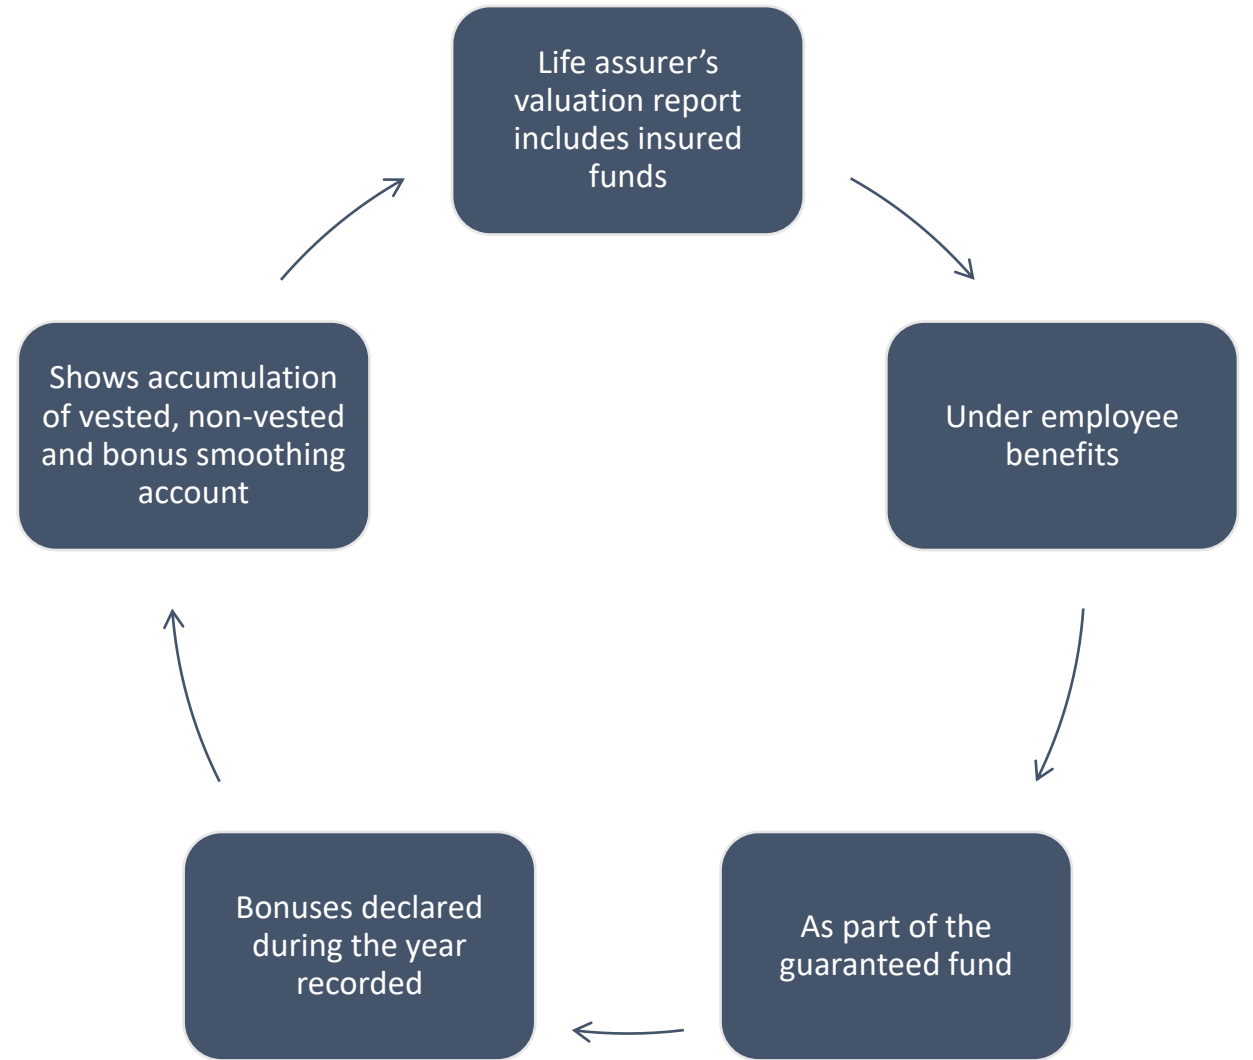 Life assurer’s
valuation report
includes insured
funds
Under employee
benefits
As part of the
guaranteed fund
Bonuses declared
during the year
recorded
Shows accumulation
of vested, non-vested
and bonus smoothing
account